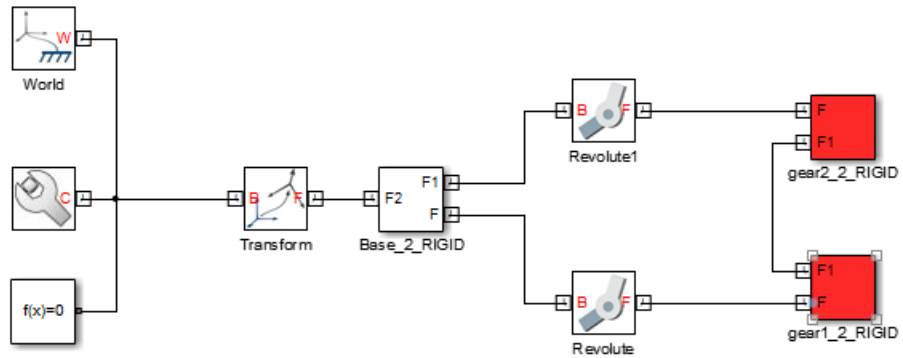 W
World
B
F
Revolute1
F
F1
gear2_2_RIGID
C
B
F
Transform
F2
F1
F
Base_2_RIGID
f(x)=0
B
F
Revolute
F1
F
gear1_2_RIGID